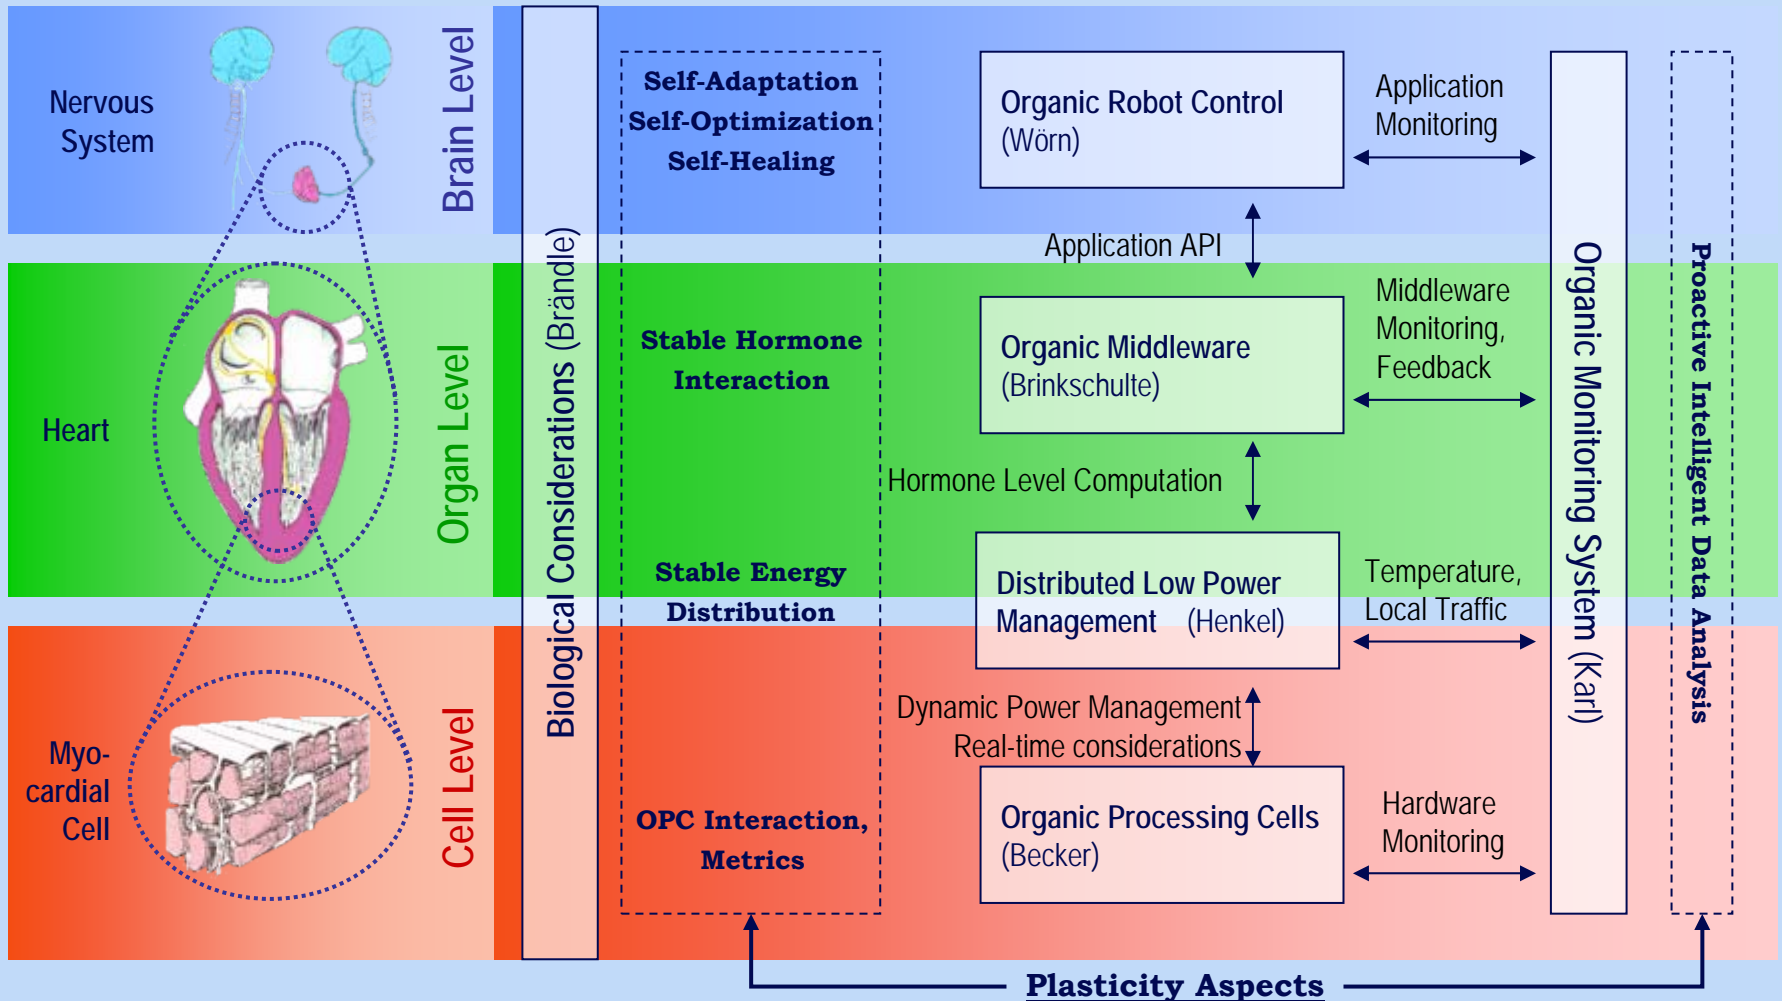 Nervous
System
Brain Level
Heart
Organ Level
Myo-
cardial
Cell
Cell Level
Biological Considerations (Brändle)
Self-Adaptation
Self-Optimization
Self-Healing
Stable Hormone
Interaction
Stable Energy
Distribution
OPC Interaction,
Metrics
Organic Robot Control
(Wörn)
Application API
Organic Middleware
(Brinkschulte)
Hormone Level Computation
Distributed Low Power
Management (Henkel)
Dynamic Power Management
Real-time considerations
Organic Processing Cells
(Becker)
Application
Monitoring
Middleware
Monitoring,
Feedback
Temperature,
Local Traffic
Hardware
Monitoring
Organic Monitoring System (Karl)
Proactive Intelligent Data Analysis
Plasticity Aspects